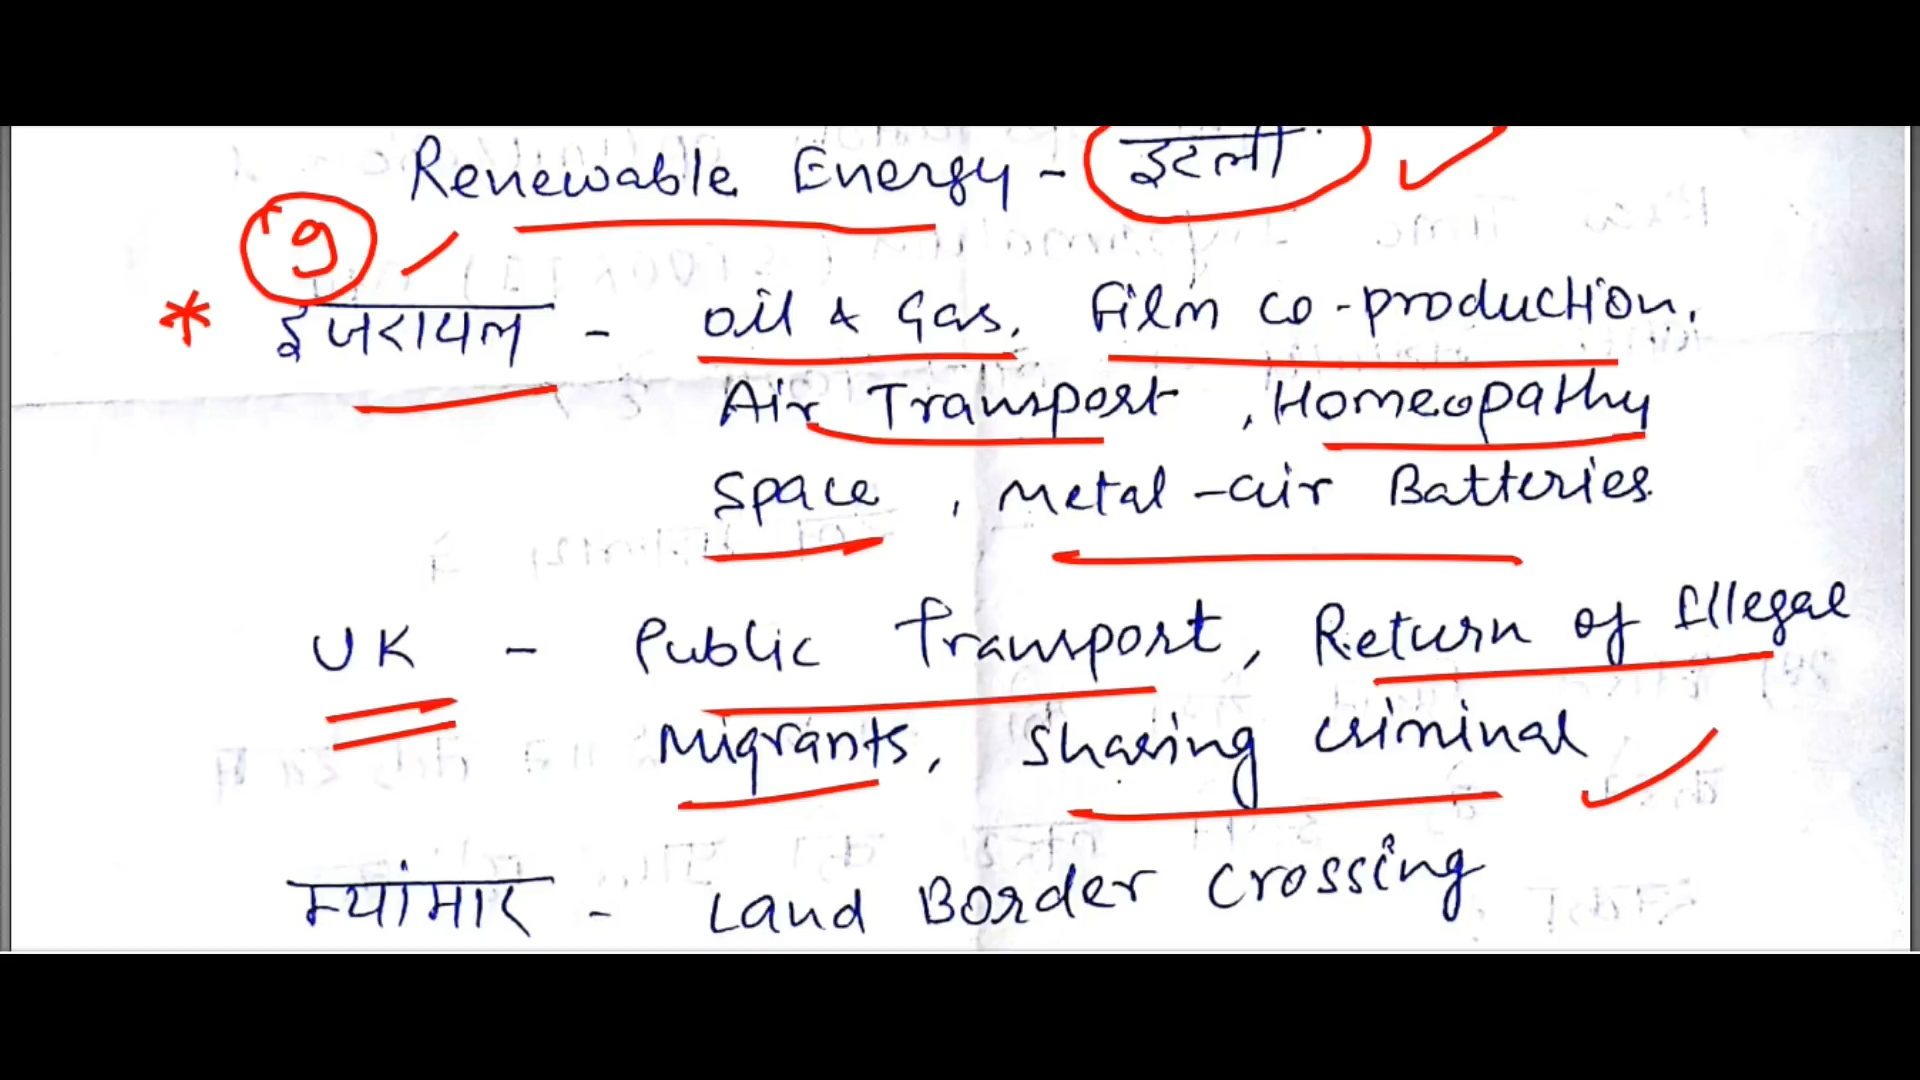 Renewable Energy - इटली
9
* इजरायल - Oil & Gas, Film co-production,
Air Transport, Homeopathy
Space, Metal-air Batteries
UK - Public Transport, Return of Illegal
Migrants, Sharing criminal
म्यांमार - Land Border Crossing